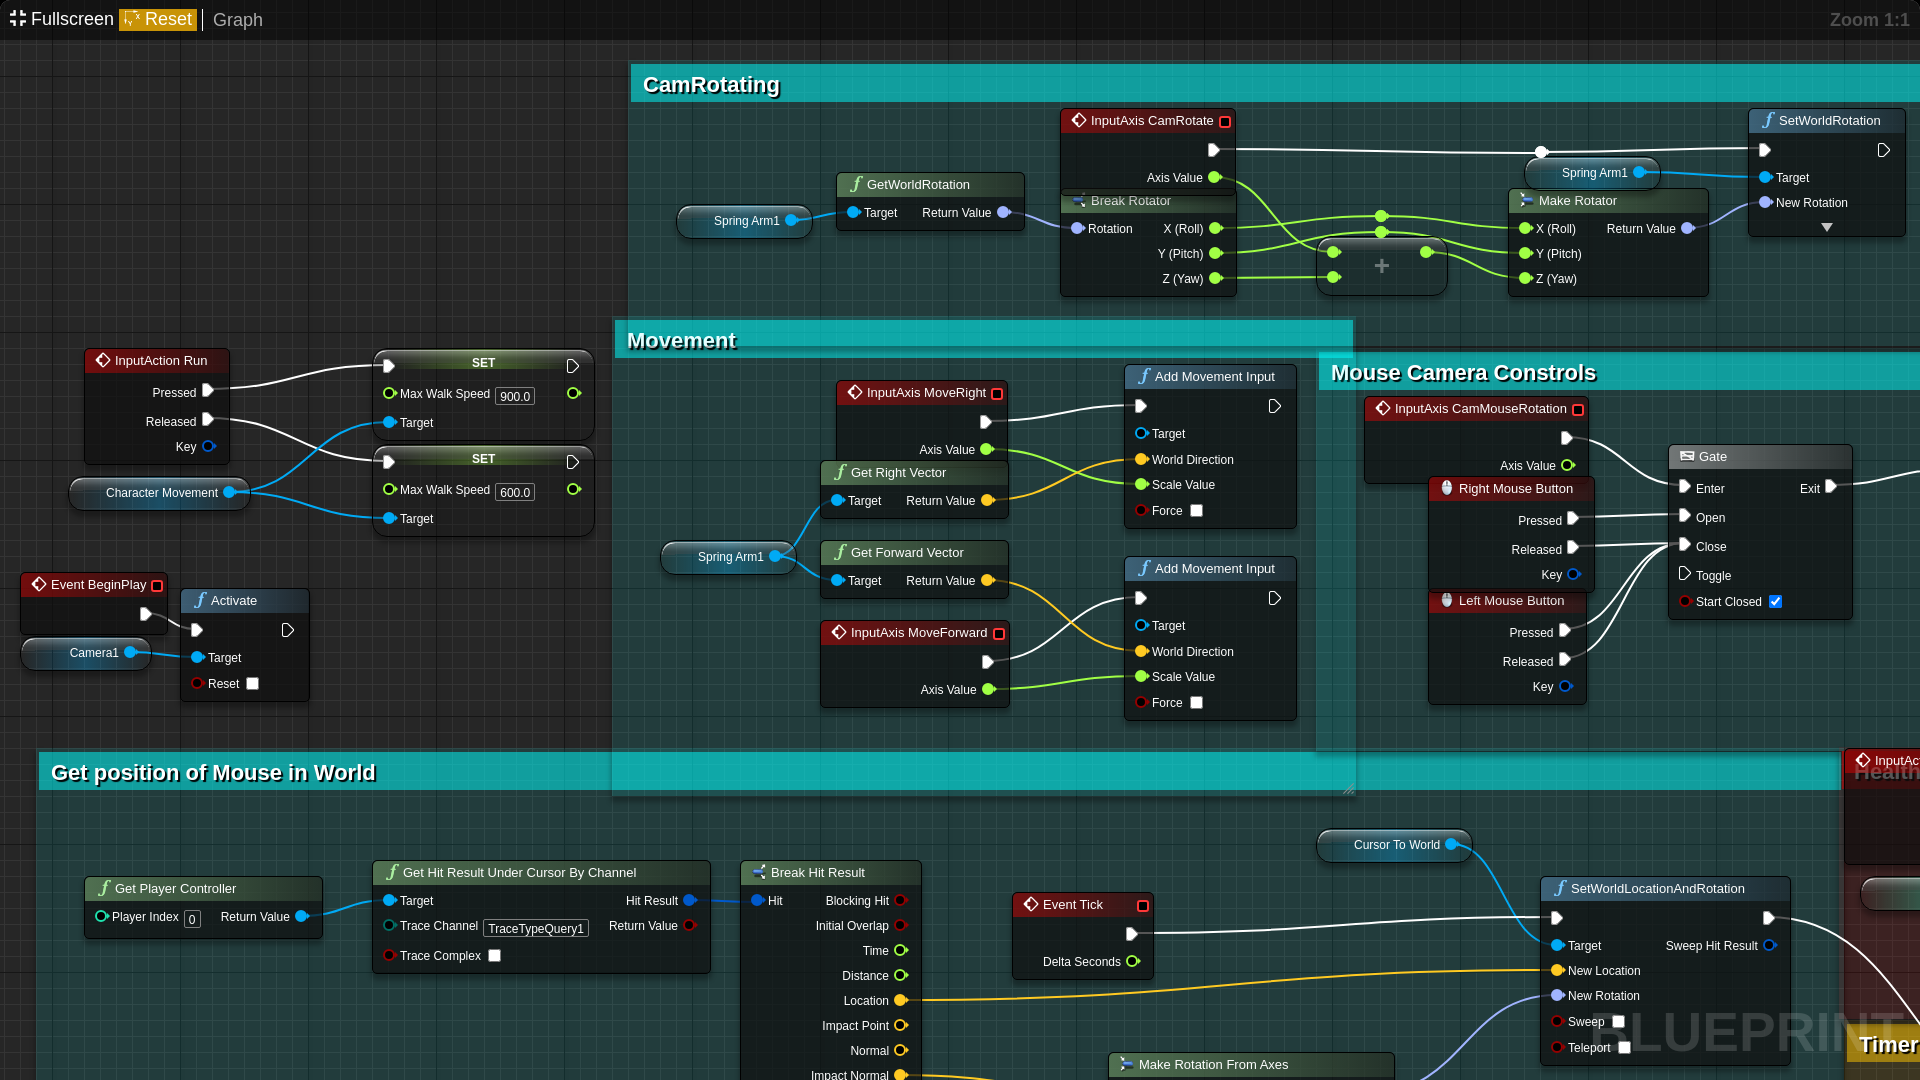 Fullscreen Reset Graph
Zoom 1:1
CamRotating
InputAxis CamRotate
Axis Value
SetWorldRotation
Target
New Rotation
Spring Arm1
GetWorldRotation
Target Return Value
Spring Arm1
Break Rotator
Rotation X (Roll)
Y (Pitch)
Z (Yaw)
+
Make Rotator
X (Roll) Return Value
Y (Pitch)
Z (Yaw)
InputAction Run
Pressed
Released
Key
SET
Max Walk Speed 900.0
Target
SET
Max Walk Speed 600.0
Target
Character Movement
Event BeginPlay
Camera1
Activate
Target
Reset
Movement
InputAxis MoveRight
Axis Value
Get Right Vector
Target Return Value
Spring Arm1
Get Forward Vector
Target Return Value
InputAxis MoveForward
Axis Value
Add Movement Input
Target
World Direction
Scale Value
Force
Add Movement Input
Target
World Direction
Scale Value
Force
Mouse Camera Constrols
InputAxis CamMouseRotation
Axis Value
Right Mouse Button
Pressed
Released
Key
Left Mouse Button
Pressed
Released
Key
Gate
Enter Exit
Open
Close
Toggle
Start Closed
Get position of Mouse in World
Get Player Controller
Player Index 0 Return Value
Get Hit Result Under Cursor By Channel
Target Hit Result
Trace Channel TraceTypeQuery1 Return Value
Trace Complex
Break Hit Result
Hit Blocking Hit
Initial Overlap
Time
Distance
Location
Impact Point
Normal
Impact Normal
Event Tick
Delta Seconds
Cursor To World
SetWorldLocationAndRotation
Target Sweep Hit Result
New Location
New Rotation
Sweep
Teleport
Make Rotation From Axes
InputAct
Health
Timer
BLUEPRINT